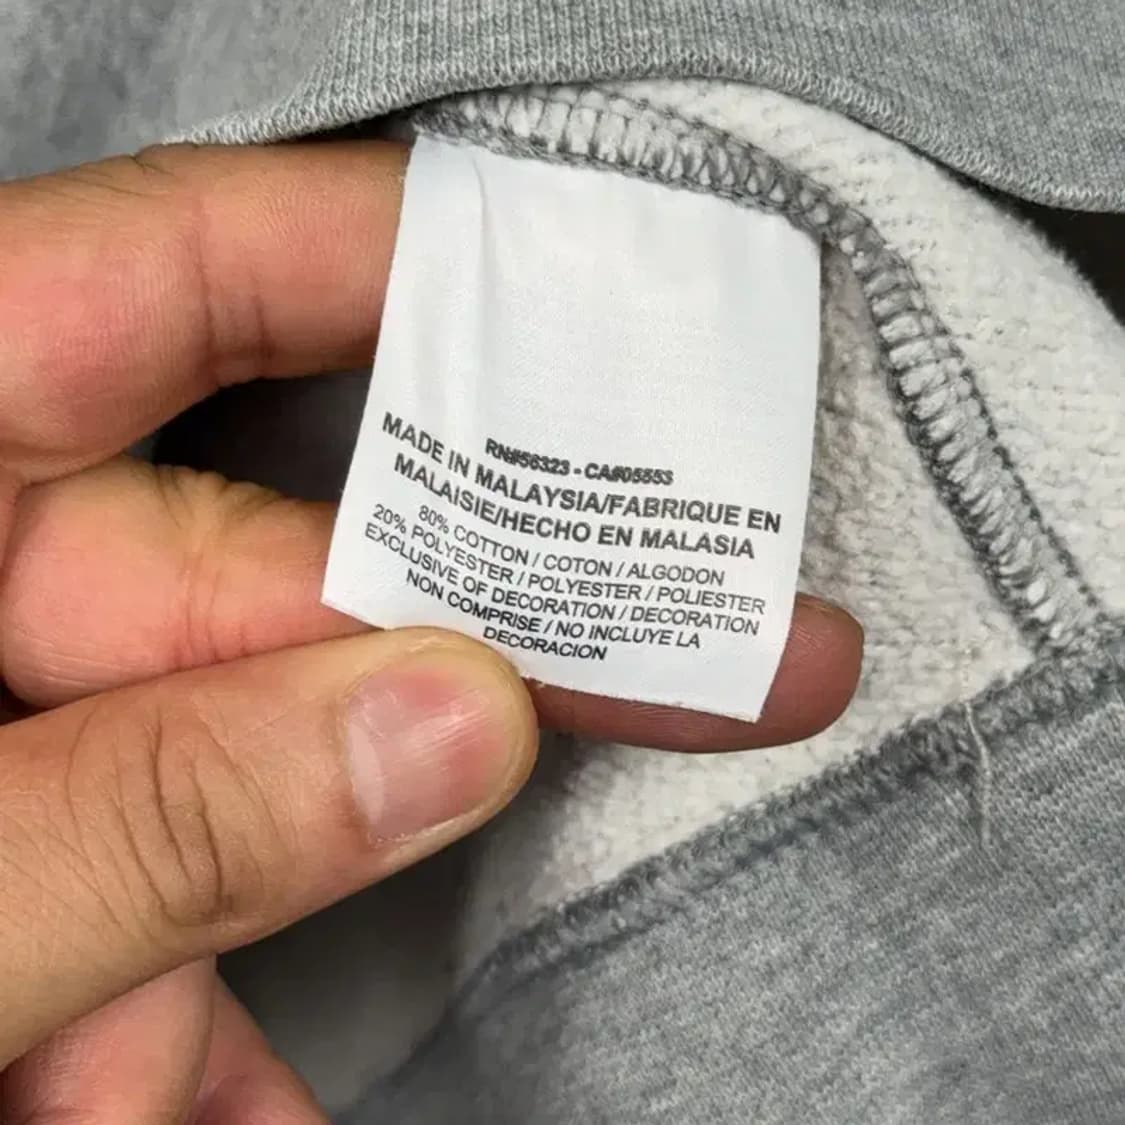 RN#56323 - CA#05553
MADE IN MALAYSIA/FABRIQUE EN
MALAISIE/HECHO EN MALASIA
80% COTTON / COTON / ALGODON
20% POLYESTER / POLYESTER / POLIESTER
EXCLUSIVE OF DECORATION / DECORATION
NON COMPRISE / NO INCLUYE LA
DECORACION